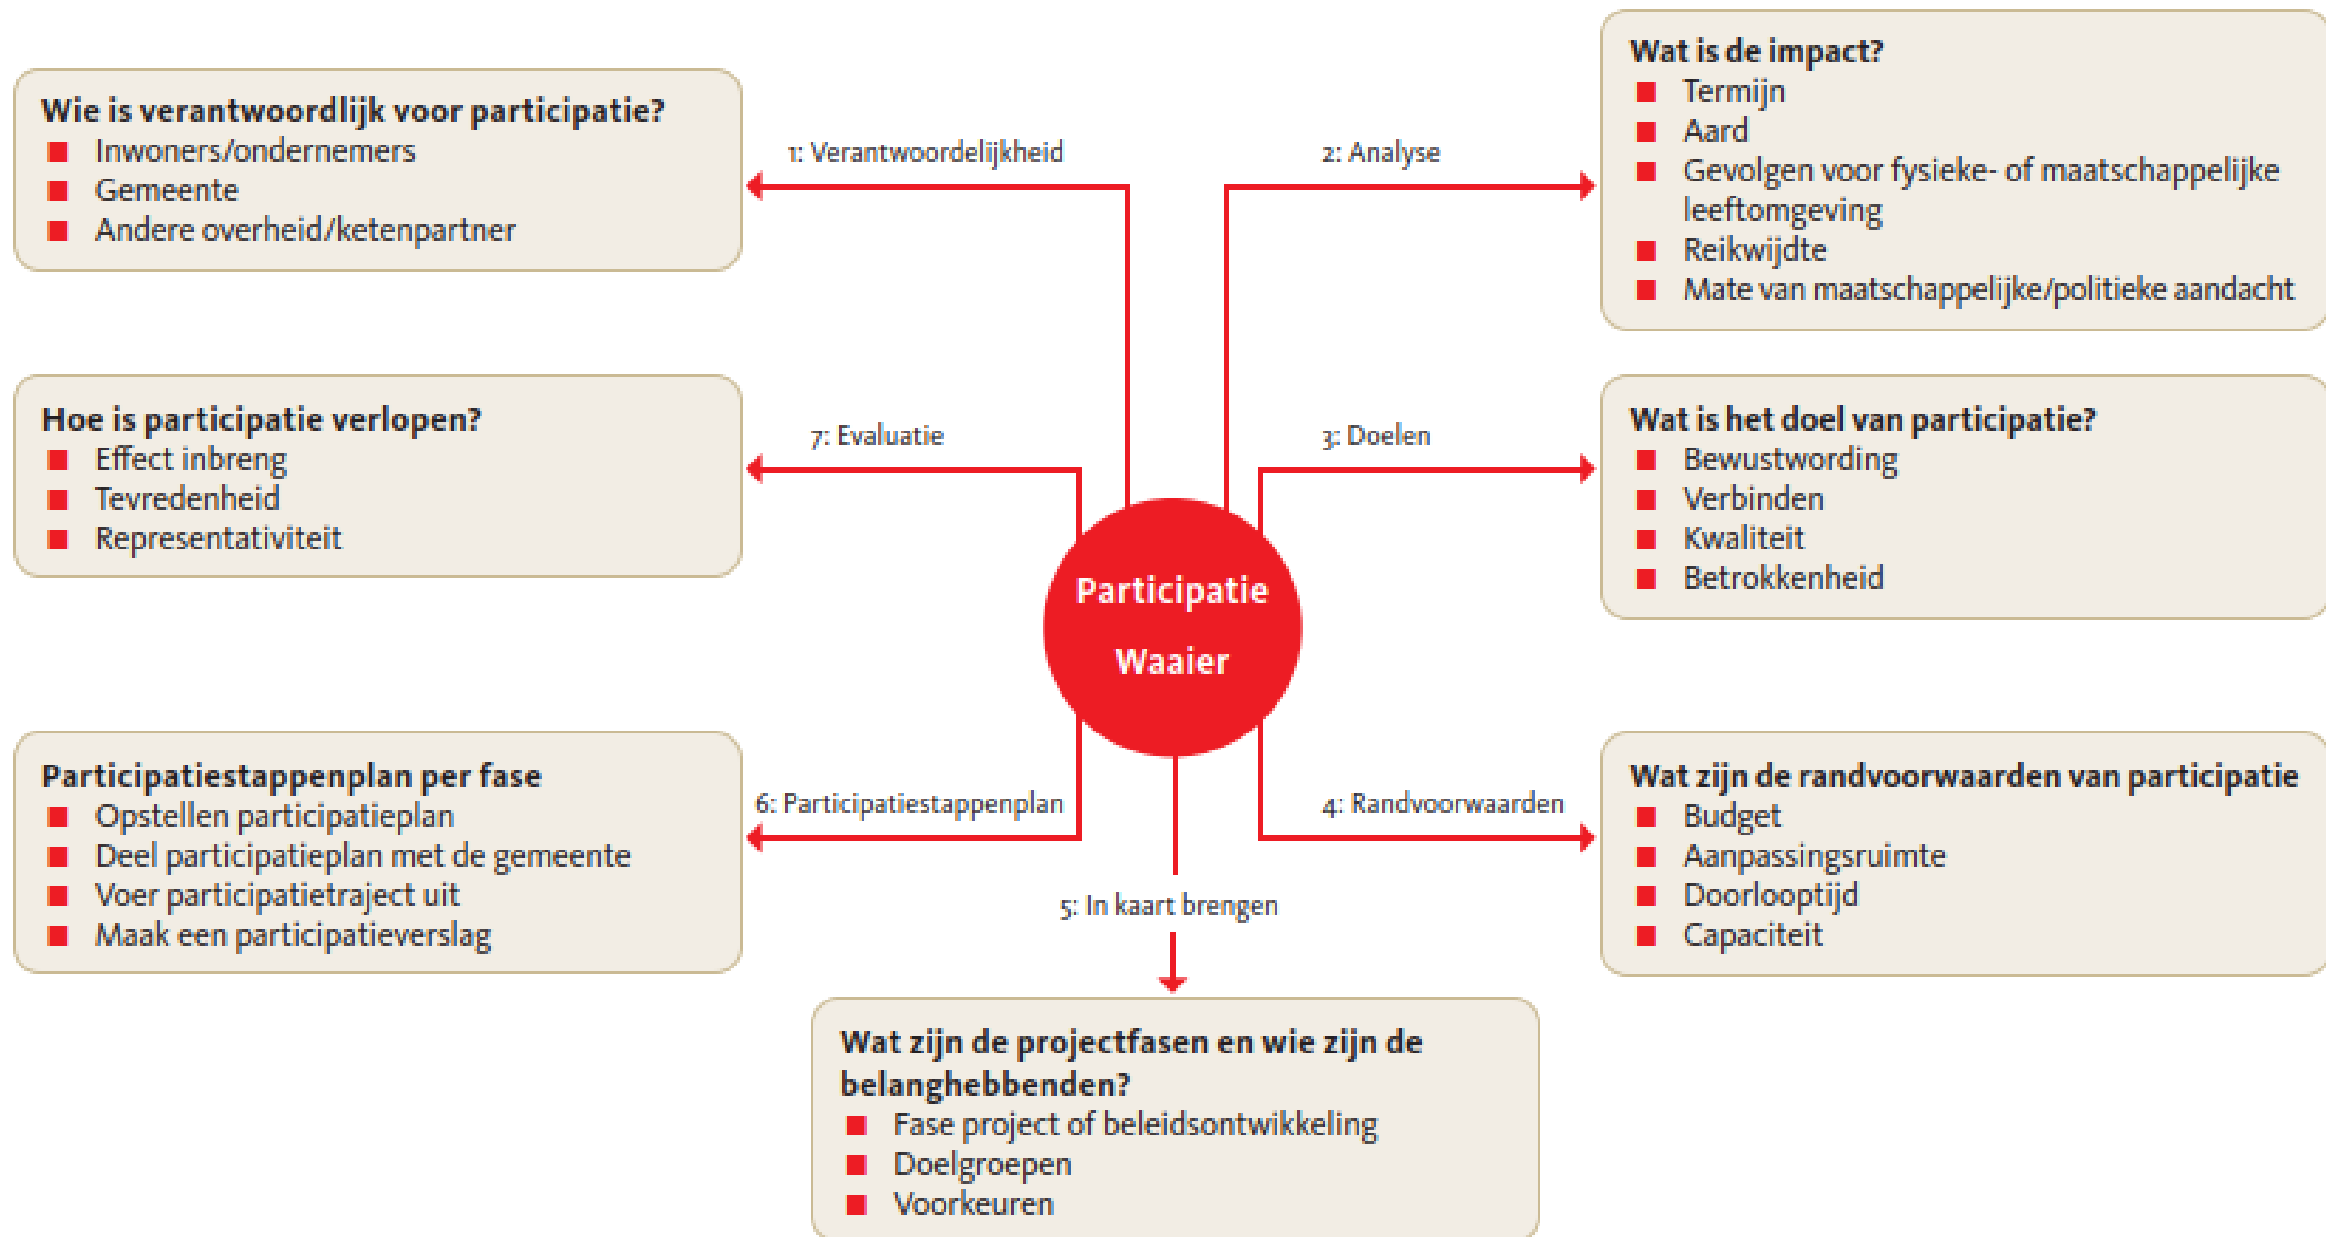 Wie is verantwoordlijk voor participatie?
Inwoners/ondernemers
Gemeente
Andere overheid/ketenpartner
1: Verantwoordelijkheid
2: Analyse
Wat is de impact?
Termijn
Aard
Gevolgen voor fysieke- of maatschappelijke
leeftomgeving
Reikwijdte
Mate van maatschappelijke/politieke aandacht
Hoe is participatie verlopen?
Effect inbreng
Tevredenheid
Representativiteit
7: Evaluatie
3: Doelen
Wat is het doel van participatie?
Bewustwording
Verbinden
Kwaliteit
Betrokkenheid
Participatie
Waaier
Participatiestappenplan per fase
Opstellen participatieplan
Deel participatieplan met de gemeente
Voer participatietraject uit
Maak een participatieverslag
6: Participatiestappenplan
4: Randvoorwaarden
Wat zijn de randvoorwaarden van participatie
Budget
Aanpassingsruimte
Doorlooptijd
Capaciteit
5: In kaart brengen
Wat zijn de projectfasen en wie zijn de
belanghebbenden?
Fase project of beleidsontwikkeling
Doelgroepen
Voorkeuren